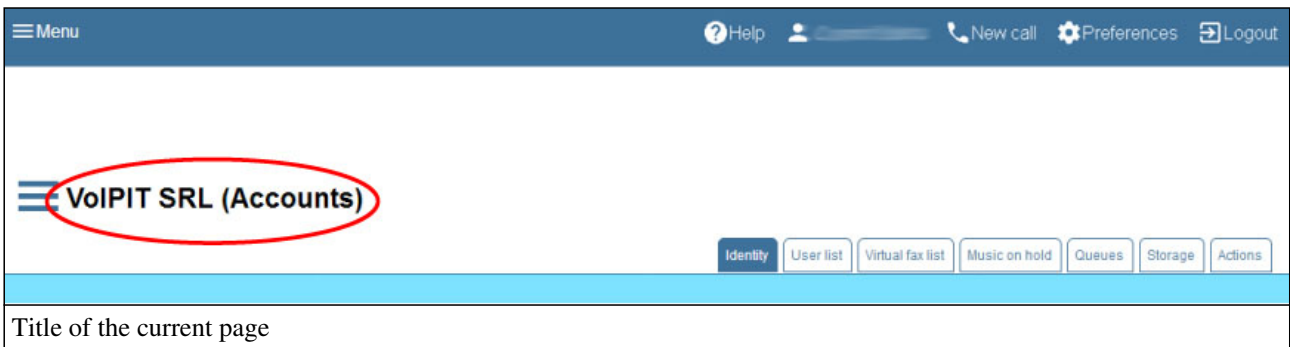 Menu Help New call Preferences Logout
VoIPIT SRL (Accounts)
Identity User list Virtual fax list Music on hold Queues Storage Actions
Title of the current page